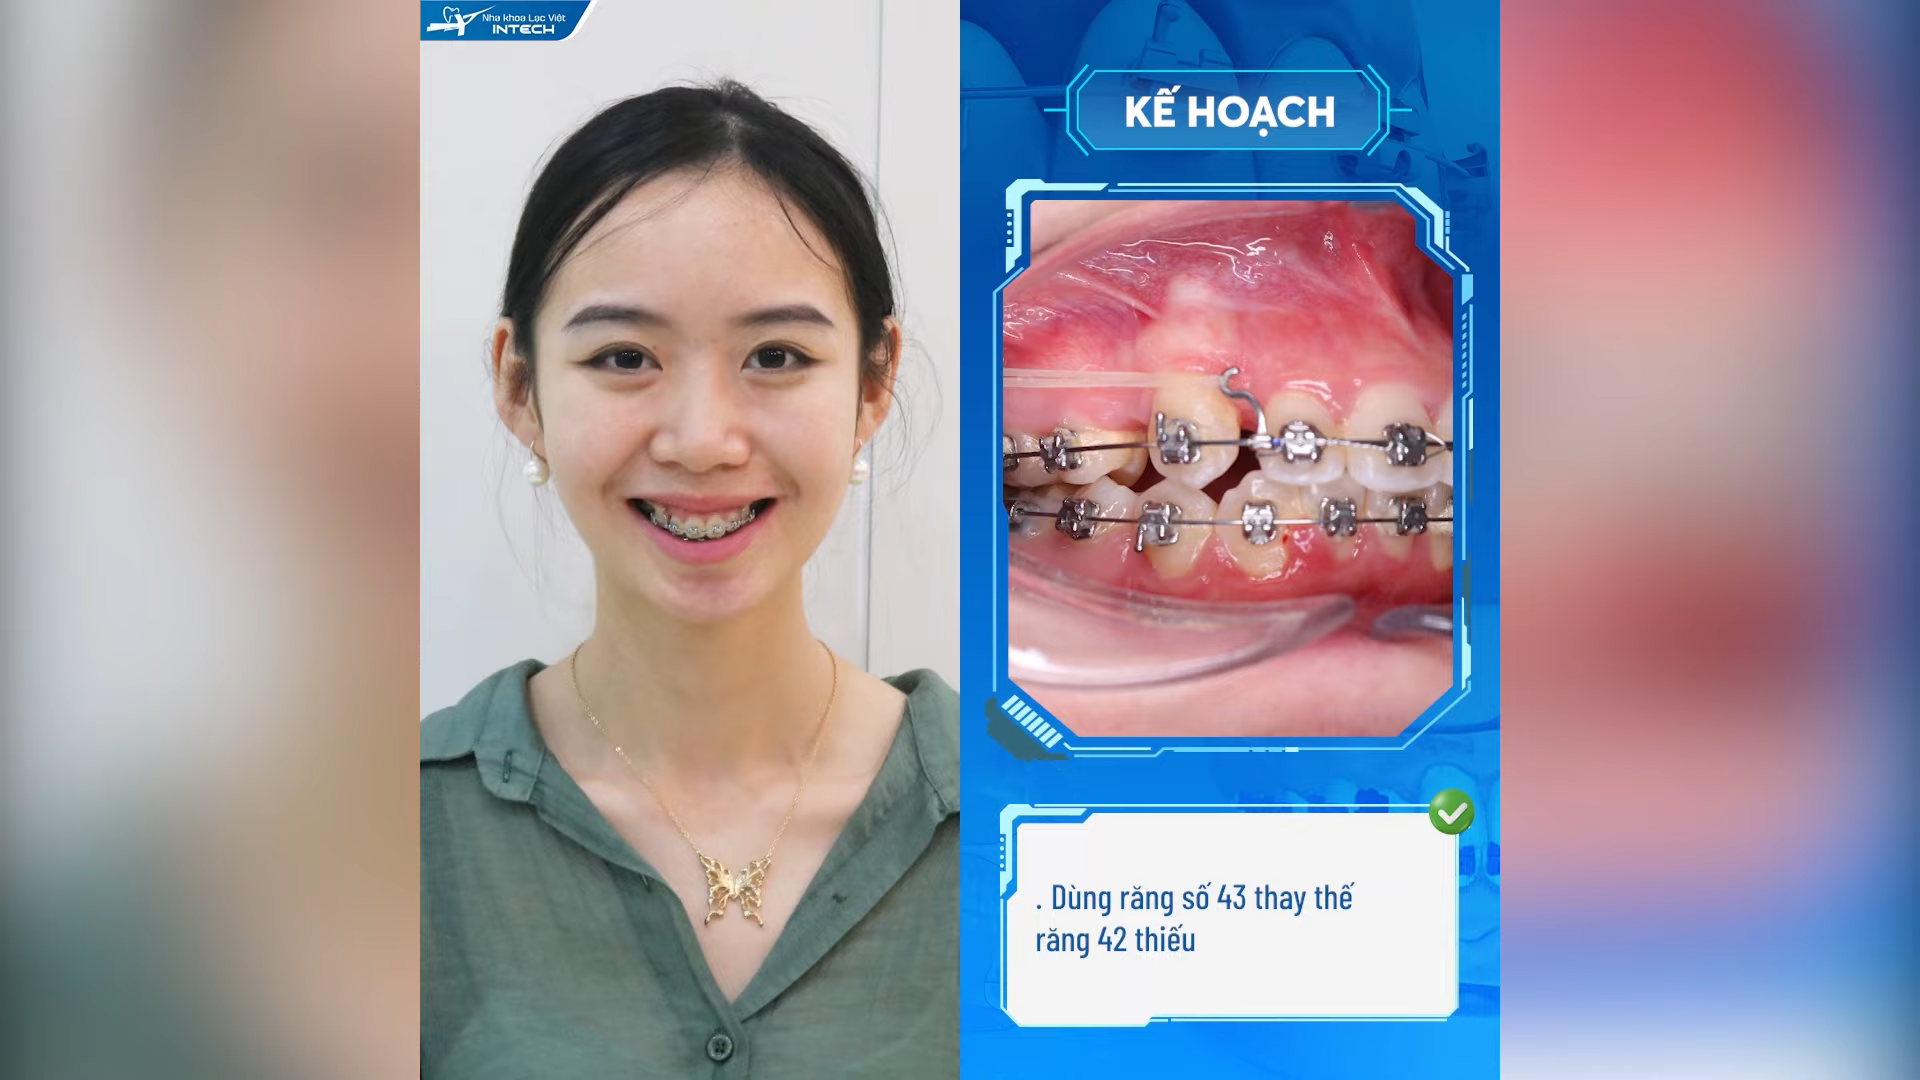 Nha khoa Lạc Việt
INTECH
KẾ HOẠCH
. Dùng răng số 43 thay thế
răng 42 thiếu